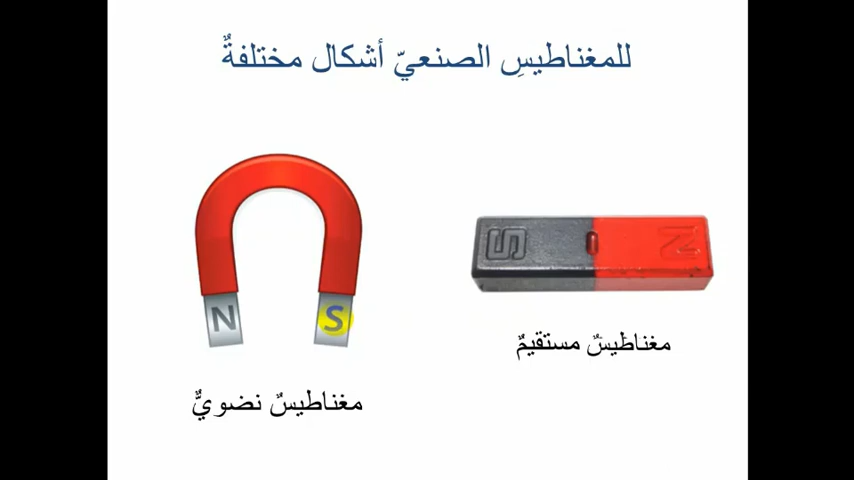 للمغناطيسِ الصنعيّ أشكال مختلفةٌ
S N
مغناطيسٌ مستقيمٌ
N S
مغناطيسٌ نضويٌّ